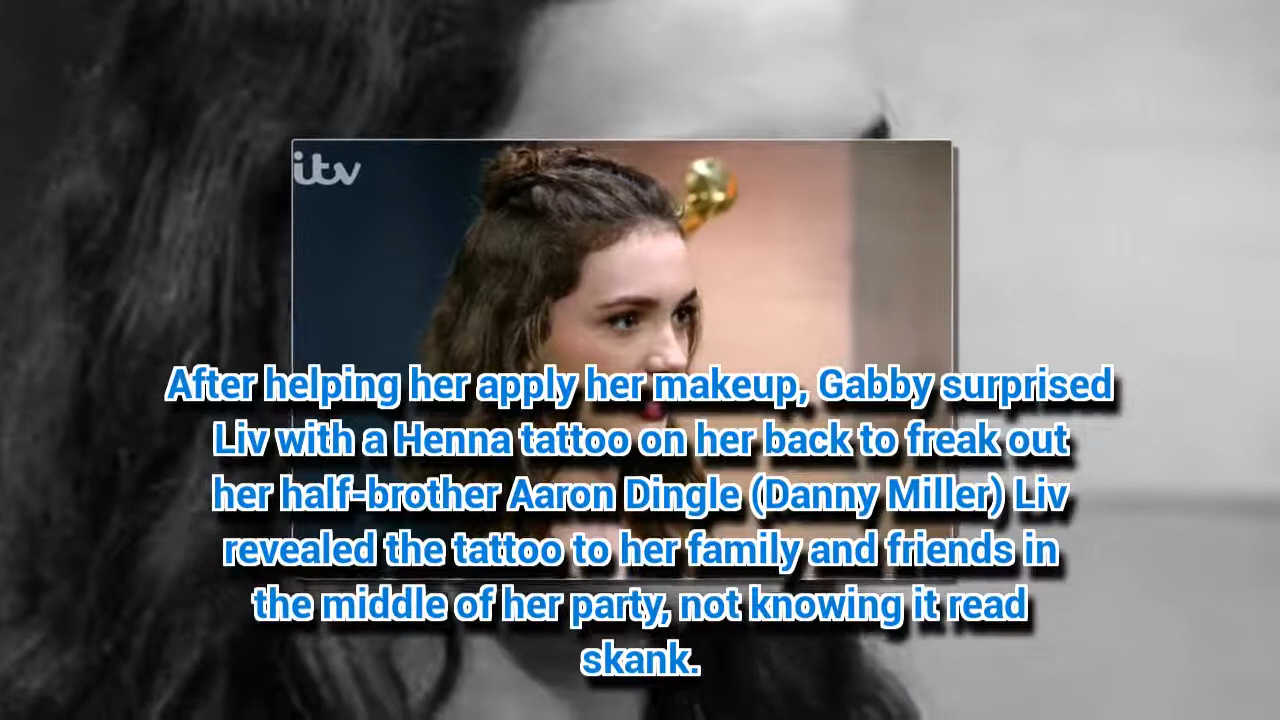 itv
After helping her apply her makeup, Gabby surprised
Liv with a Henna tattoo on her back to freak out
her half-brother Aaron Dingle (Danny Miller) Liv
revealed the tattoo to her family and friends in
the middle of her party, not knowing it read
skank.